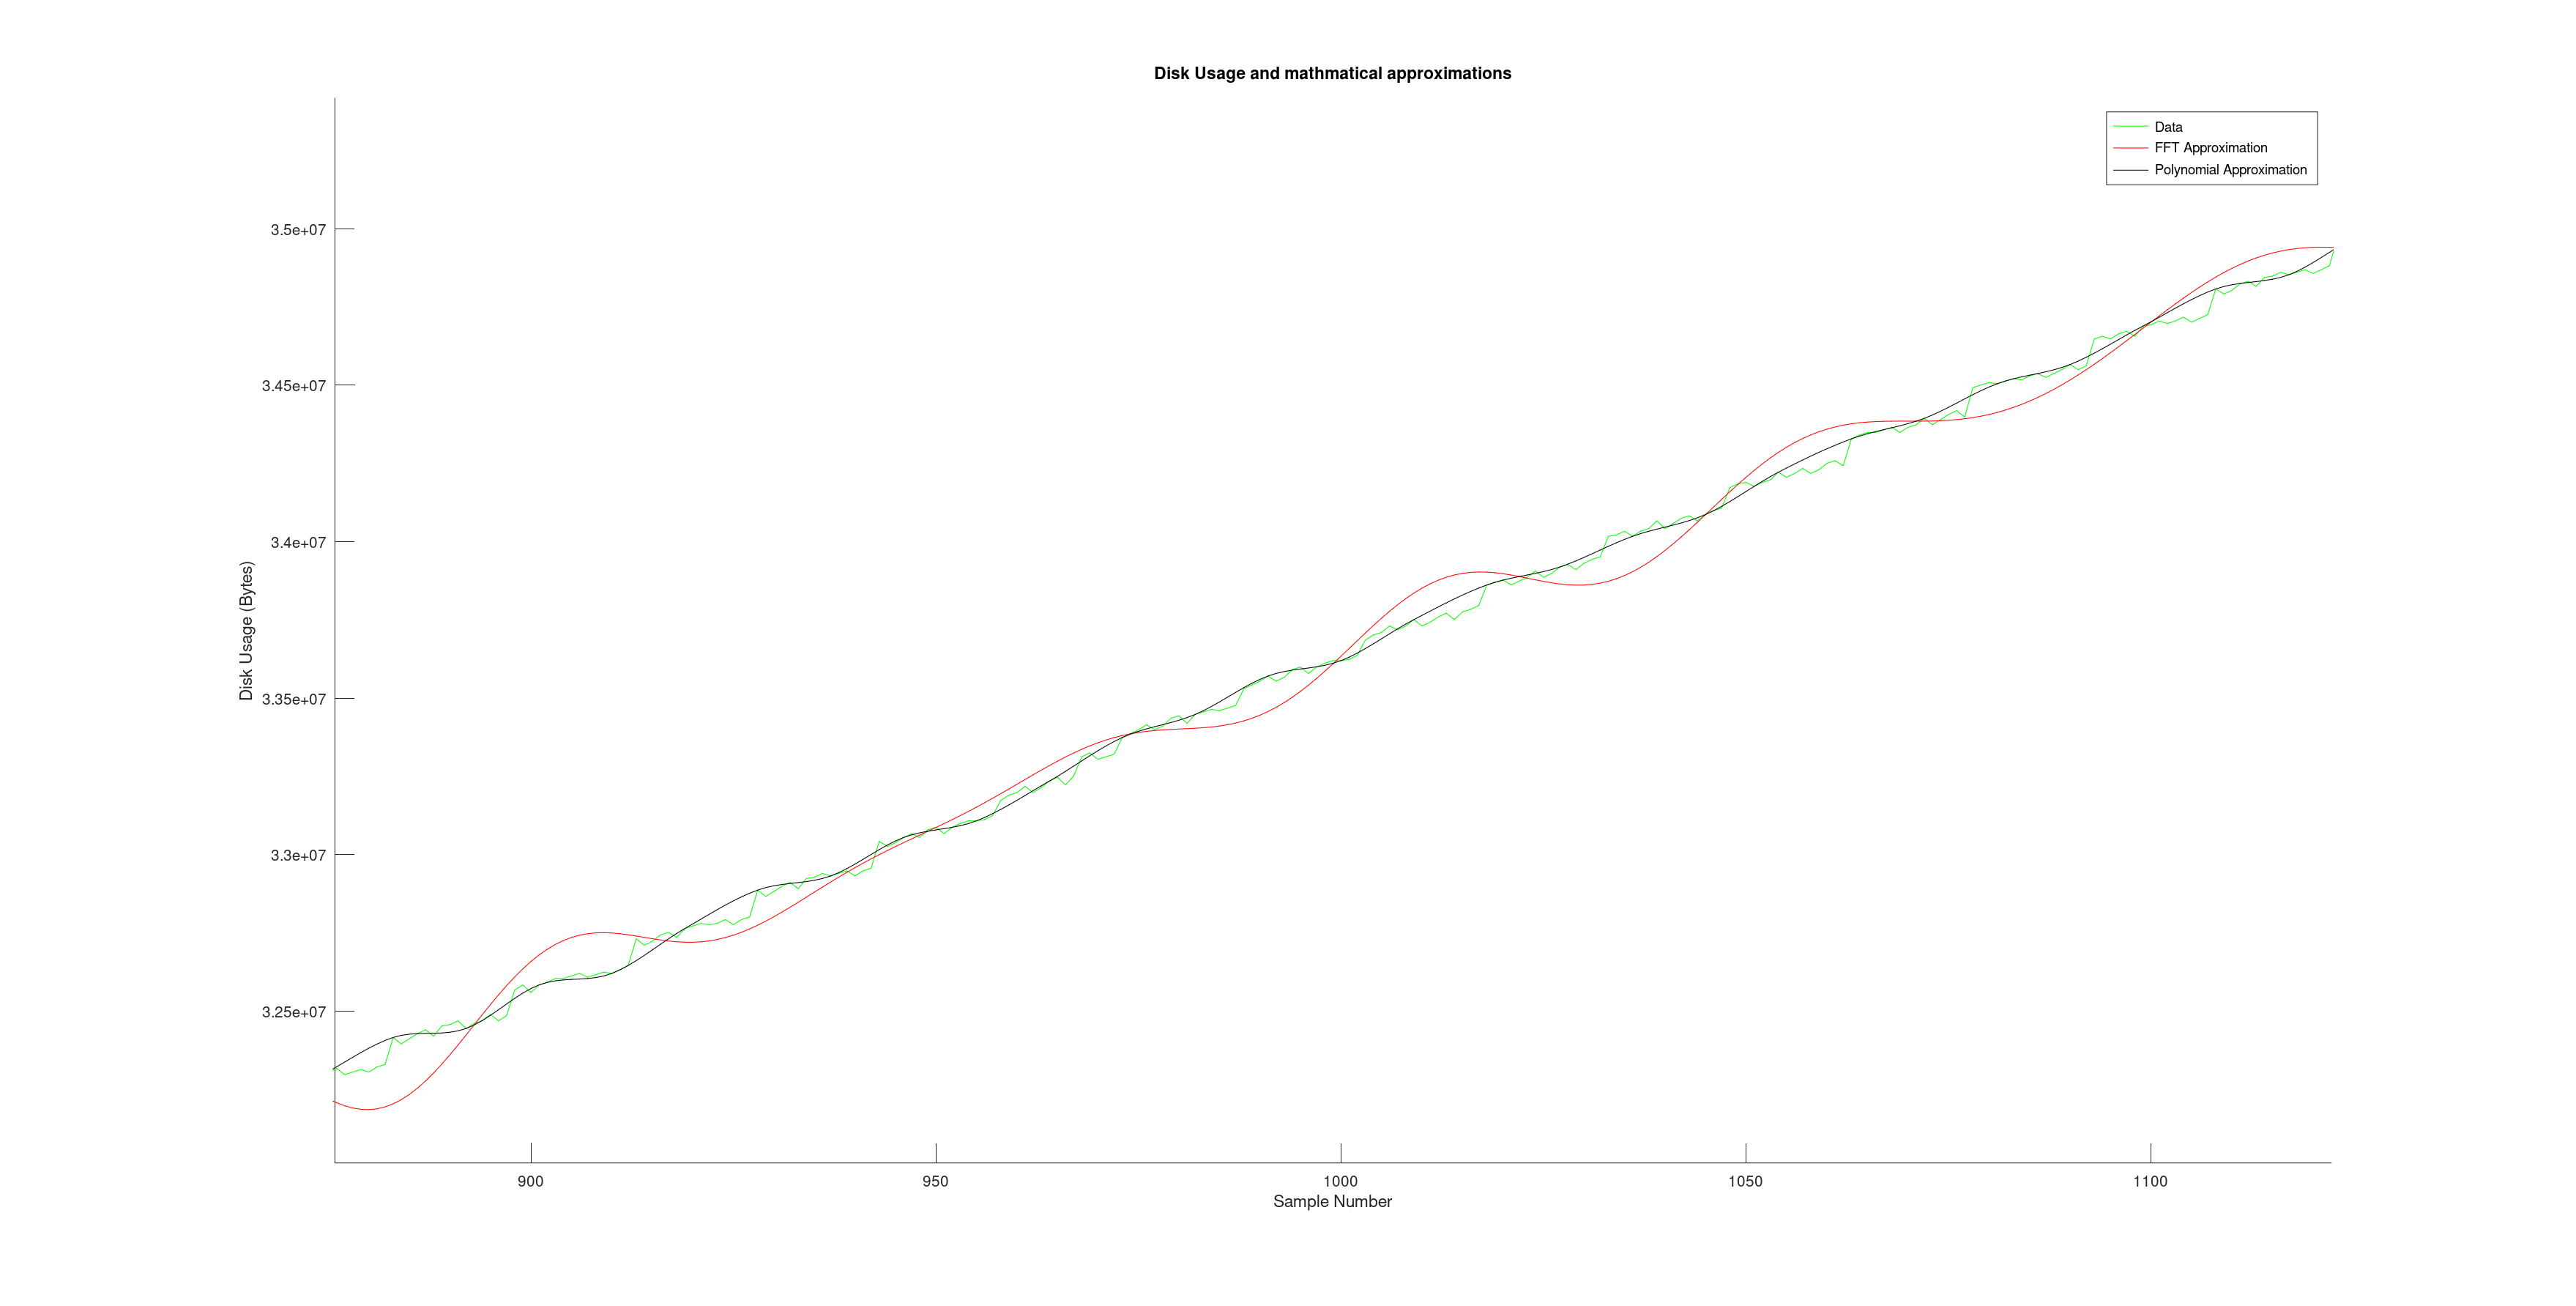 Disk Usage and mathmatical approximations
Data
FFT Approximation
Polynomial Approximation
3.5e+07
3.45e+07
3.4e+07
3.35e+07
3.3e+07
3.25e+07
Disk Usage (Bytes)
900
950
1000
1050
1100
Sample Number